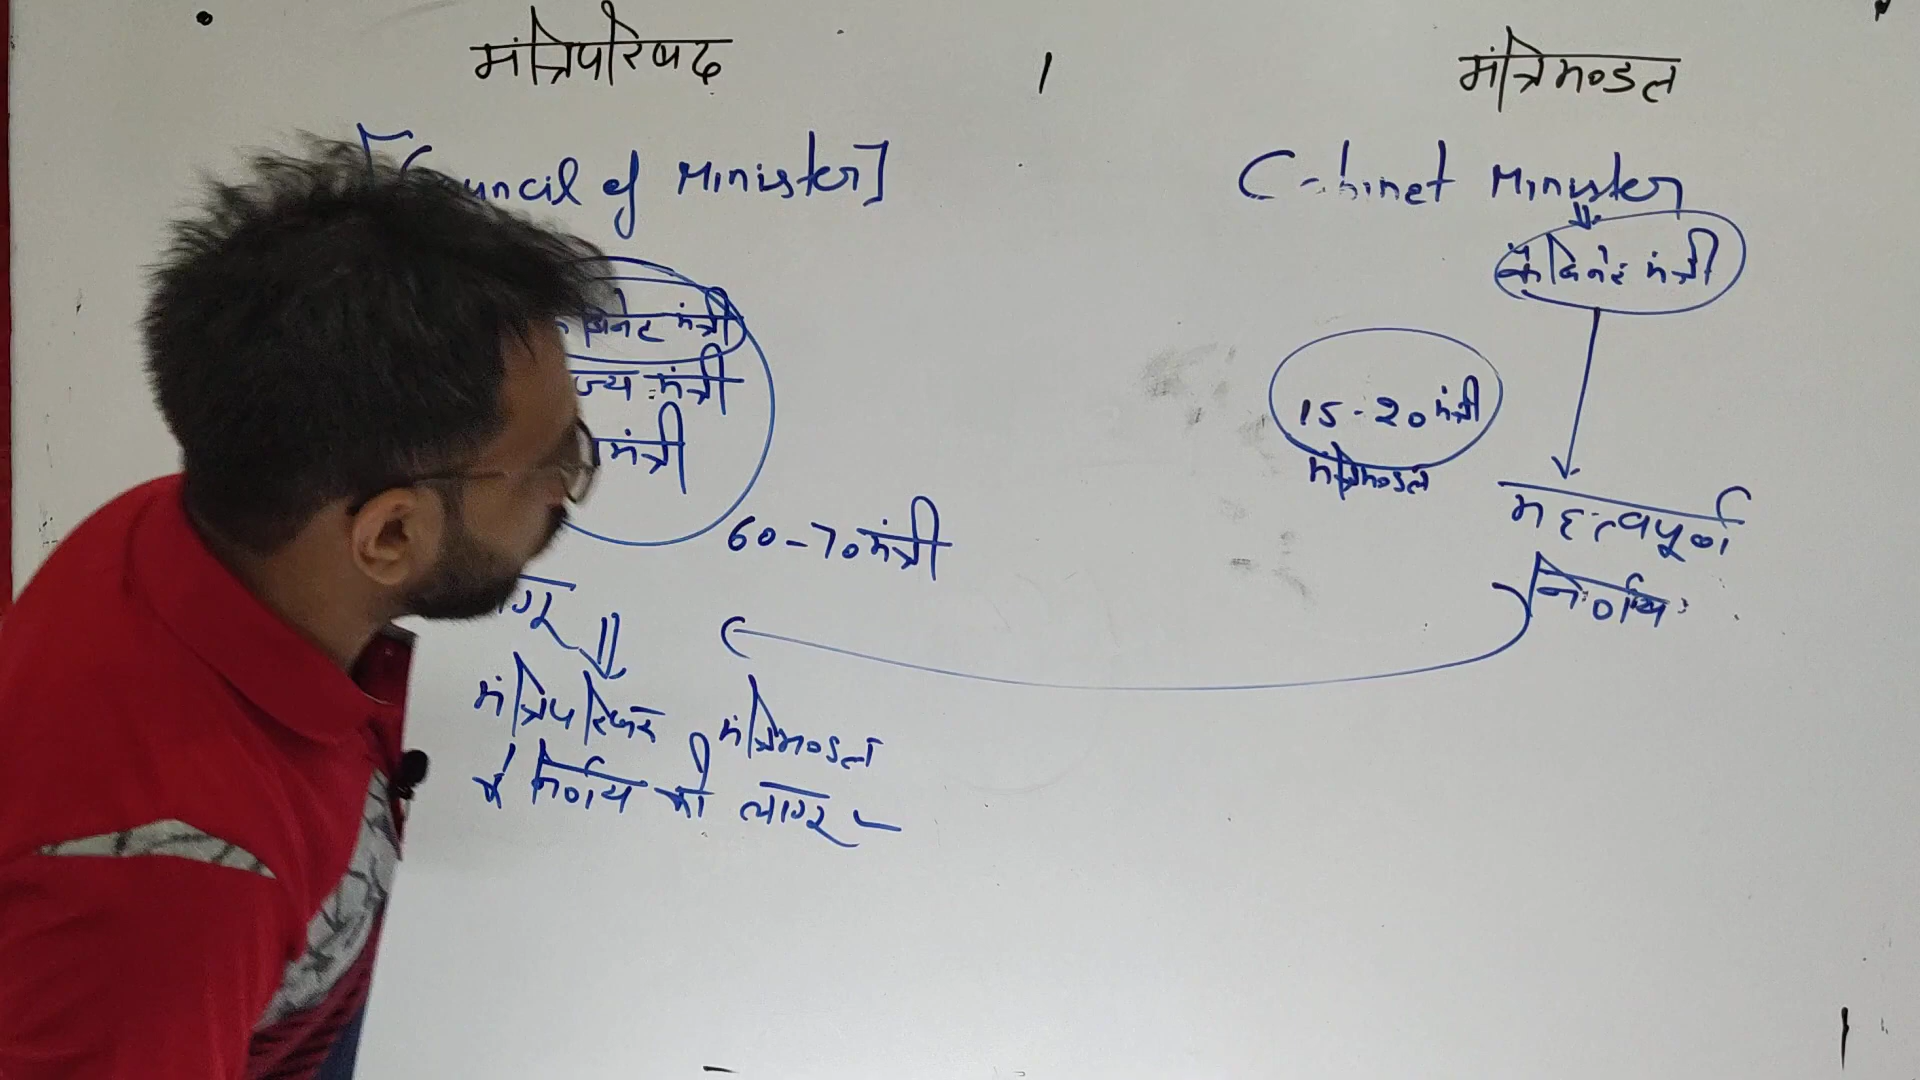 मंत्रिपरिषद
मंत्रिमण्डल
[Council of Minister]
Cabinet Minister
कैबिनेट मंत्री
मंत्री
मंत्री
मंत्री
60-70 मंत्री
15-20 मंत्री
मंत्रिमण्डल
महत्वपूर्ण
निर्णय
मंत्रिपरिषद मंत्रिमण्डल
के निर्णय को लागू